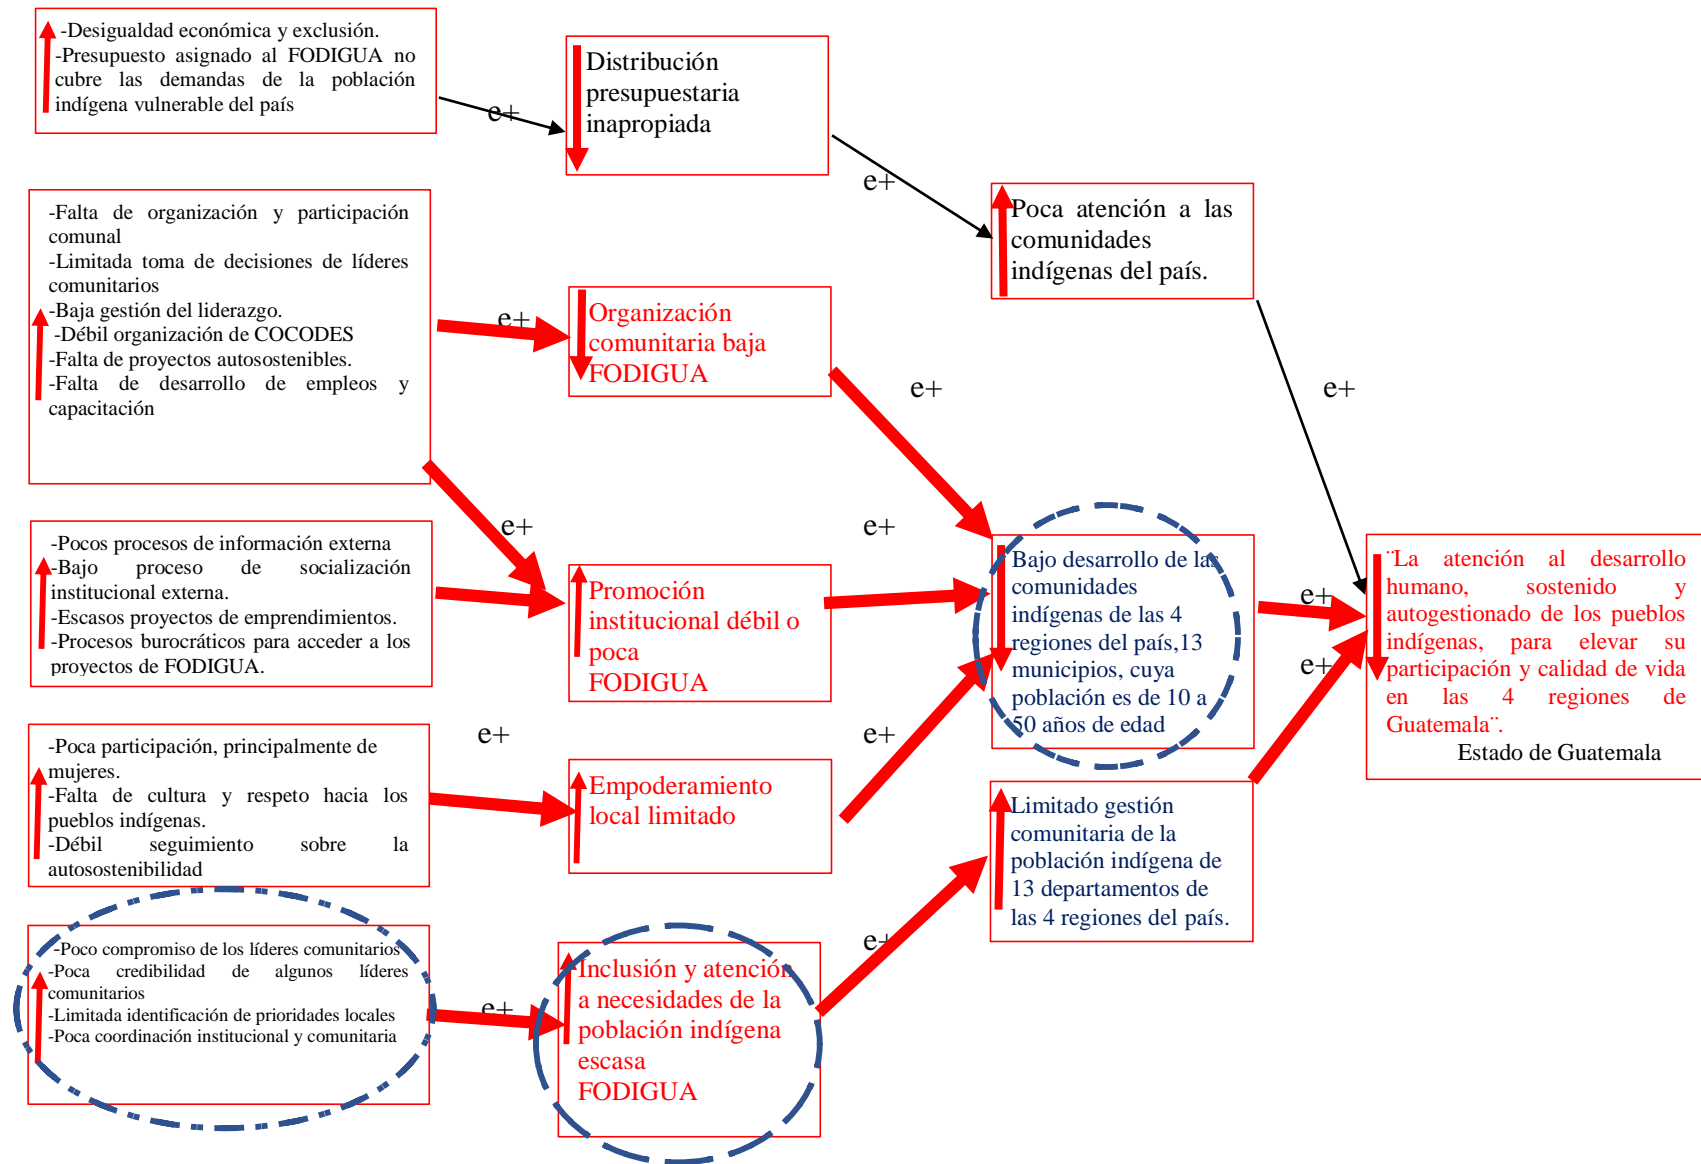 -Desigualdad económica y exclusión.
-Presupuesto asignado al FODIGUA no
cubre las demandas de la población
indígena vulnerable del país
e+
Distribución
presupuestaria
inapropiada
e+
Poca atención a las
comunidades
indígenas del país.
e+
-Falta de organización y participación
comunal
-Limitada toma de decisiones de líderes
comunitarios
-Baja gestión del liderazgo.
-Débil organización de COCODES
-Falta de proyectos autosostenibles.
-Falta de desarrollo de empleos y
capacitación
e+
Organización
comunitaria baja
FODIGUA
e+
e+
-Pocos procesos de información externa
-Bajo proceso de socialización
institucional externa.
-Escasos proyectos de emprendimientos.
-Procesos burocráticos para acceder a los
proyectos de FODIGUA.
Promoción
institucional débil o
poca
FODIGUA
e+
Bajo desarrollo de las
comunidades
indígenas de las 4
regiones del país,13
municipios, cuya
población es de 10 a
50 años de edad
e+
e+
¨La atención al desarrollo
humano, sostenido y
autogestionado de los pueblos
indígenas, para elevar su
participación y calidad de vida
en las 4 regiones de
Guatemala¨.
Estado de Guatemala
-Poca participación, principalmente de
mujeres.
-Falta de cultura y respeto hacia los
pueblos indígenas.
-Débil seguimiento sobre la
autosostenibilidad
e+
Empoderamiento
local limitado
e+
Limitado gestión
comunitaria de la
población indígena de
13 departamentos de
las 4 regiones del país.
-Poco compromiso de los líderes comunitarios
-Poca credibilidad de algunos líderes
comunitarios
-Limitada identificación de prioridades locales
-Poca coordinación institucional y comunitaria
e+
Inclusión y atención
a necesidades de la
población indígena
escasa
FODIGUA
e+